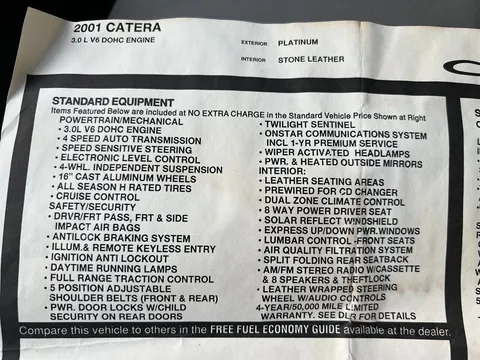 2001 CATERA
3.0 L V6 DOHC ENGINE
EXTERIOR PLATINUM
INTERIOR STONE LEATHER
STANDARD EQUIPMENT
Items Featured Below are included at NO EXTRA CHARGE in the Standard Vehicle Price Shown at Right
POWERTRAIN/MECHANICAL
• 3.0L V6 DOHC ENGINE
• 4 SPEED AUTO TRANSMISSION
• SPEED SENSITIVE STEERING
• ELECTRONIC LEVEL CONTROL
• 4-WHL. INDEPENDENT SUSPENSION
• 16" CAST ALUMINUM WHEELS
• ALL SEASON H RATED TIRES
• CRUISE CONTROL
SAFETY/SECURITY
• DRVR/FRT PASS, FRT & SIDE
IMPACT AIR BAGS
• ANTILOCK BRAKING SYSTEM
• ILLUM.& REMOTE KEYLESS ENTRY
• IGNITION ANTI LOCKOUT
• DAYTIME RUNNING LAMPS
• FULL RANGE TRACTION CONTROL
• 5 POSITION ADJUSTABLE
SHOULDER BELTS (FRONT & REAR)
• PWR. DOOR LOCKS W/CHILD
SECURITY ON REAR DOORS
• TWILIGHT SENTINEL
• ONSTAR COMMUNICATIONS SYSTEM
INCL 1-YR PREMIUM SERVICE
• WIPER ACTIVATED HEADLAMPS
• PWR. & HEATED OUTSIDE MIRRORS
INTERIOR:
• LEATHER SEATING AREAS
• PREWIRED FOR CD CHANGER
• DUAL ZONE CLIMATE CONTROL
• 8 WAY POWER DRIVER SEAT
• SOLAR REFLECT WINDSHIELD
• EXPRESS UP/DOWN PWR.WINDOWS
• LUMBAR CONTROL -FRONT SEATS
• AIR QUALITY FILTRATION SYSTEM
• SPLIT FOLDING REAR SEATBACK
• AM/FM STEREO RADIO W/CASSETTE
& 8 SPEAKERS & THEFTLOCK
• LEATHER WRAPPED STEERING
WHEEL W/AUDIO CONTROLS
4-YEAR/50,000 MILE LIMITED
WARRANTY. SEE DLR FOR DETAILS
Compare this vehicle to others in the FREE FUEL ECONOMY GUIDE available at the dealer.